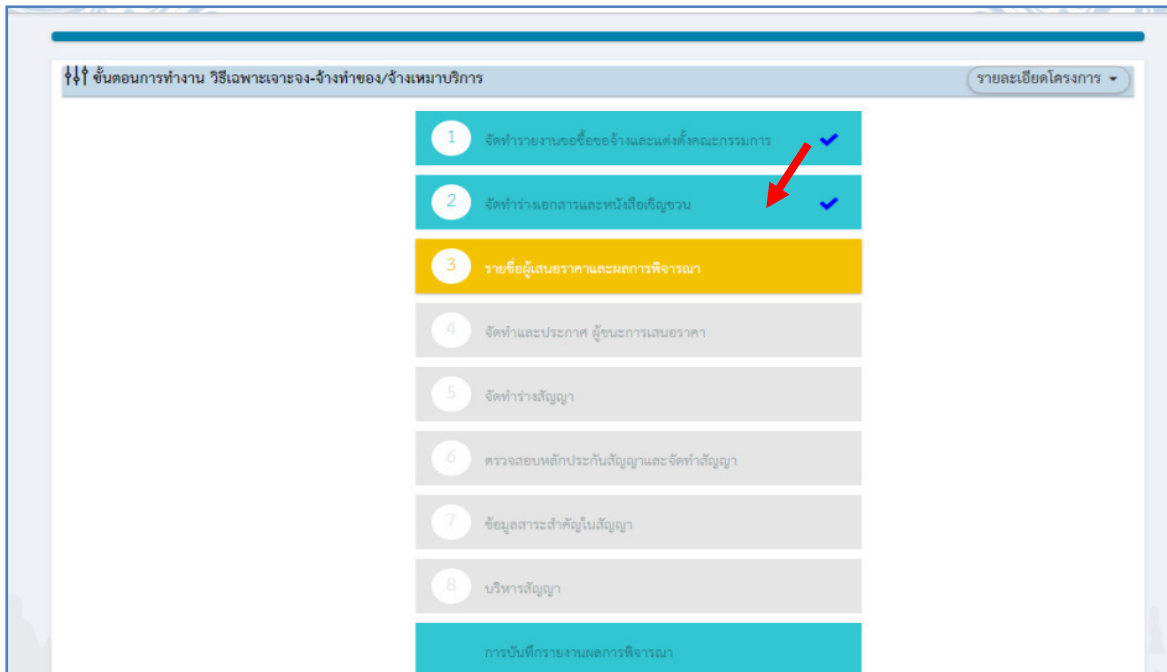 ขั้นตอนการทำงาน วิธีเฉพาะเจาะจง-จ้างทำของ/จ้างเหมาบริการ
รายละเอียดโครงการ
1 จัดทำรายงานขอซื้อขอจ้างและแต่งตั้งคณะกรรมการ
2 จัดทำร่างเอกสารและหนังสือเชิญชวน
3 รายชื่อผู้เสนอราคาและผลการพิจารณา
4 จัดทำและประกาศ ผู้ชนะการเสนอราคา
5 จัดทำร่างสัญญา
6 ตรวจสอบหลักประกันสัญญาและจัดทำสัญญา
7 ข้อมูลสาระสำคัญในสัญญา
8 บริหารสัญญา
การบันทึกรายงานผลการพิจารณา